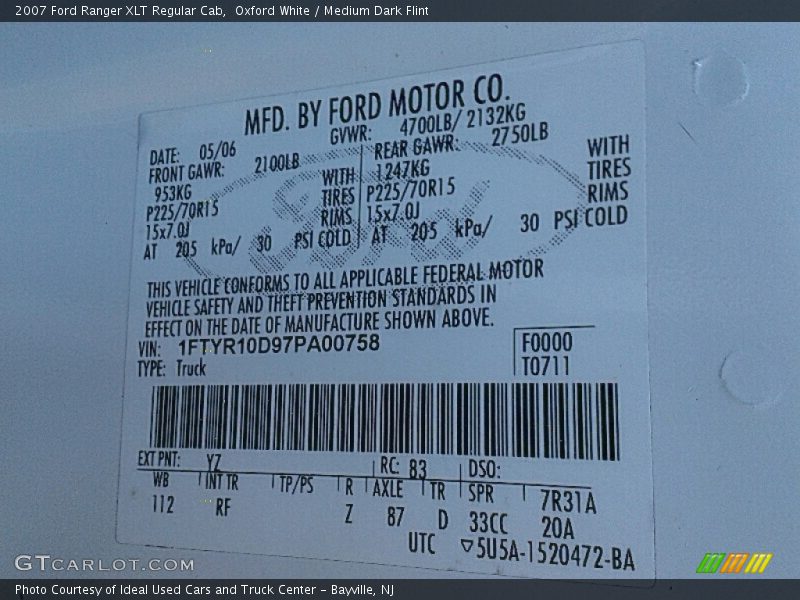 2007 Ford Ranger XLT Regular Cab,  Oxford White / Medium Dark Flint
MFD. BY FORD MOTOR CO.
DATE: 05/06 GVWR: 4700LB/ 2132KG
FRONT GAWR: 2100LB REAR GAWR: 2750LB
953KG WITH 1247KG WITH
P225/70R15 TIRES P225/70R15 TIRES
15x7.0J RIMS 15x7.0J RIMS
AT 205 kPa/ 30 PSI COLD AT 205 kPa/ 30 PSI COLD
THIS VEHICLE CONFORMS TO ALL APPLICABLE FEDERAL MOTOR
VEHICLE SAFETY AND THEFT PREVENTION STANDARDS IN
EFFECT ON THE DATE OF MANUFACTURE SHOWN ABOVE.
VIN: 1FTYR10D97PA00758 F0000
TYPE: Truck T0711
EXT PNT: YZ RC: 83 DSO:
WB INT TR TP/PS R AXLE TR SPR 7R31A
112 RF Z 87 D 33CC 20A
UTC ▽5U5A-1520472-BA
GTCARLOT.COM
Photo Courtesy of Ideal Used Cars and Truck Center – Bayville, NJ